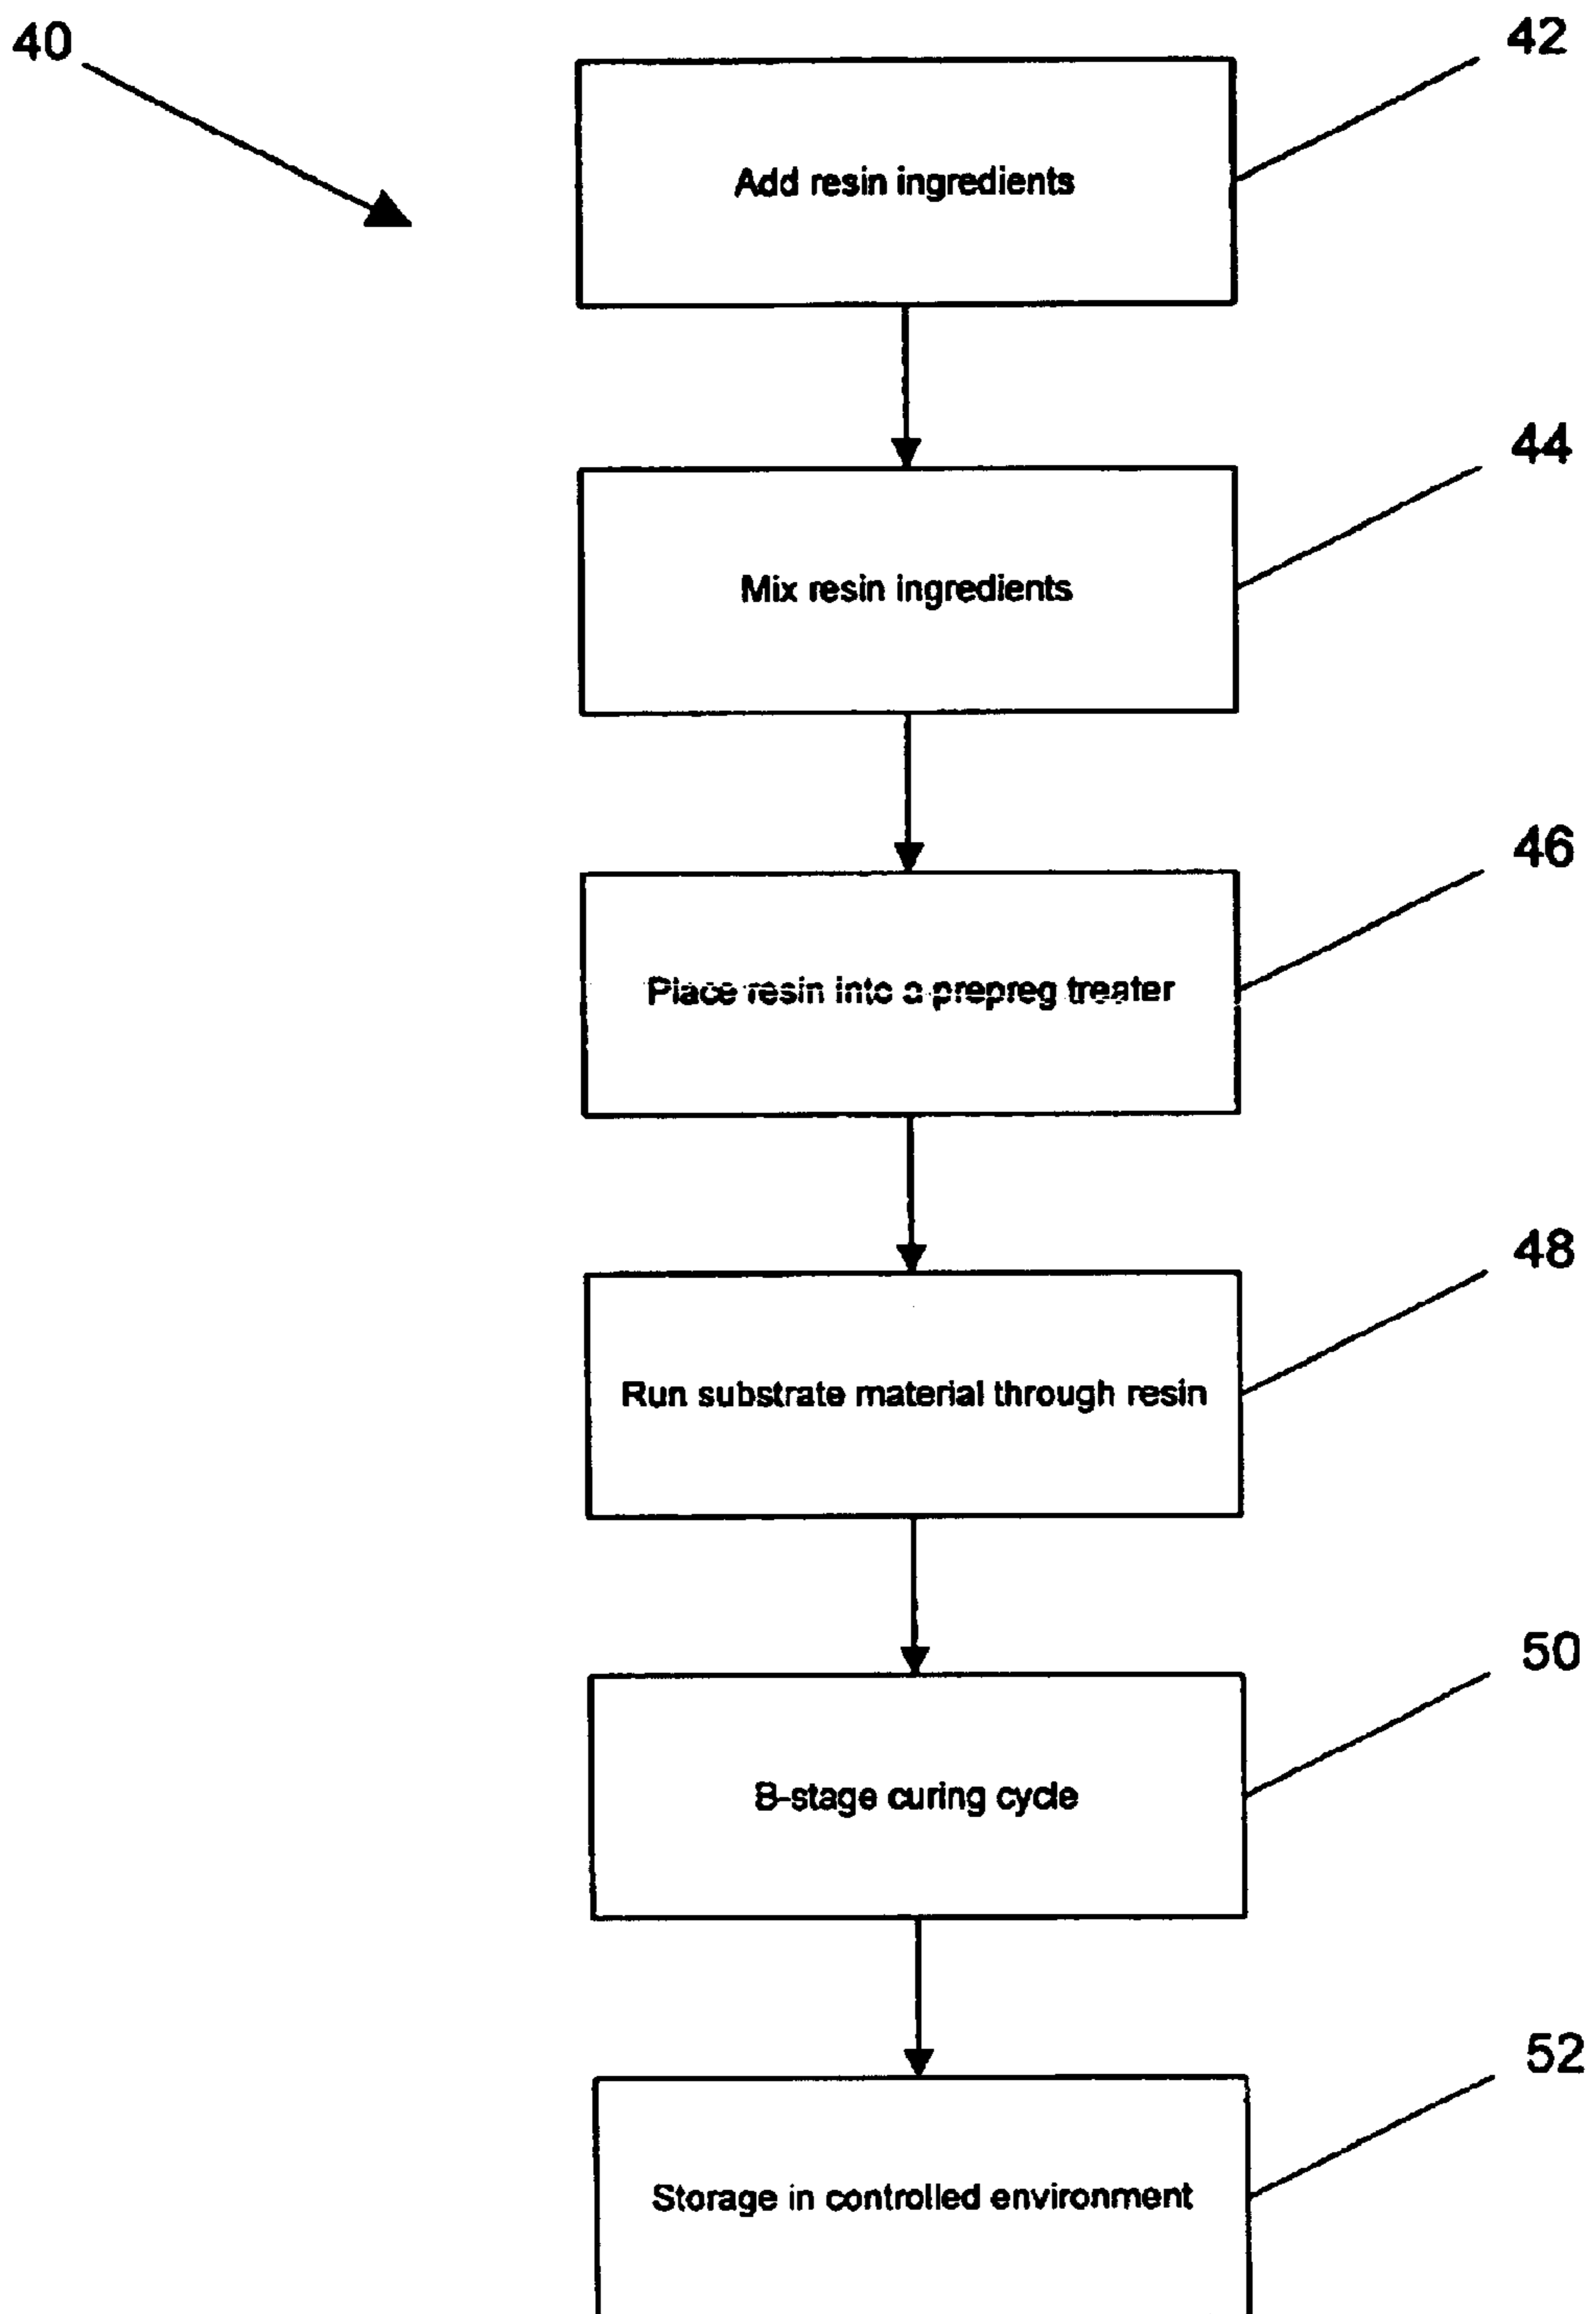 40
42
Add resin ingredients
44
Mix resin ingredients
46
Place resin into a prepreg treater
48
Run substrate material through resin
50
B-stage curing cycle
52
Storage in controlled environment